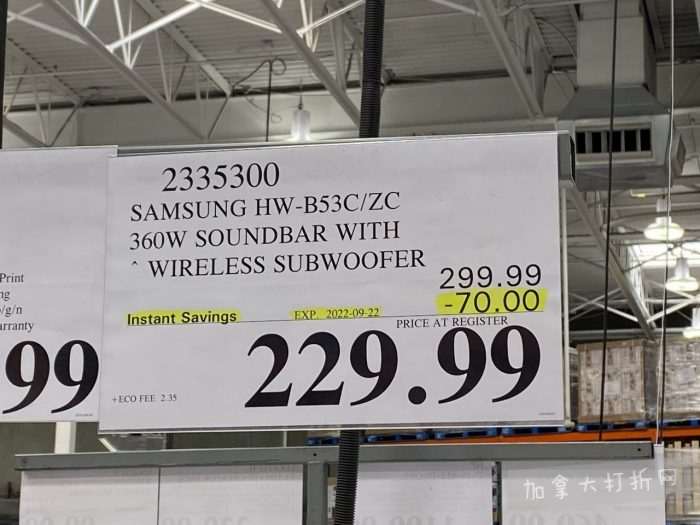 2335300
SAMSUNG HW-B53C/ZC
360W SOUNDBAR WITH
^ WIRELESS SUBWOOFER
299.99
-70.00
Instant Savings EXP. 2022-09-22
PRICE AT REGISTER
229.99
+ECO FEE 2.35
Print
ng
/g/n
arranty
99
加拿大打折网